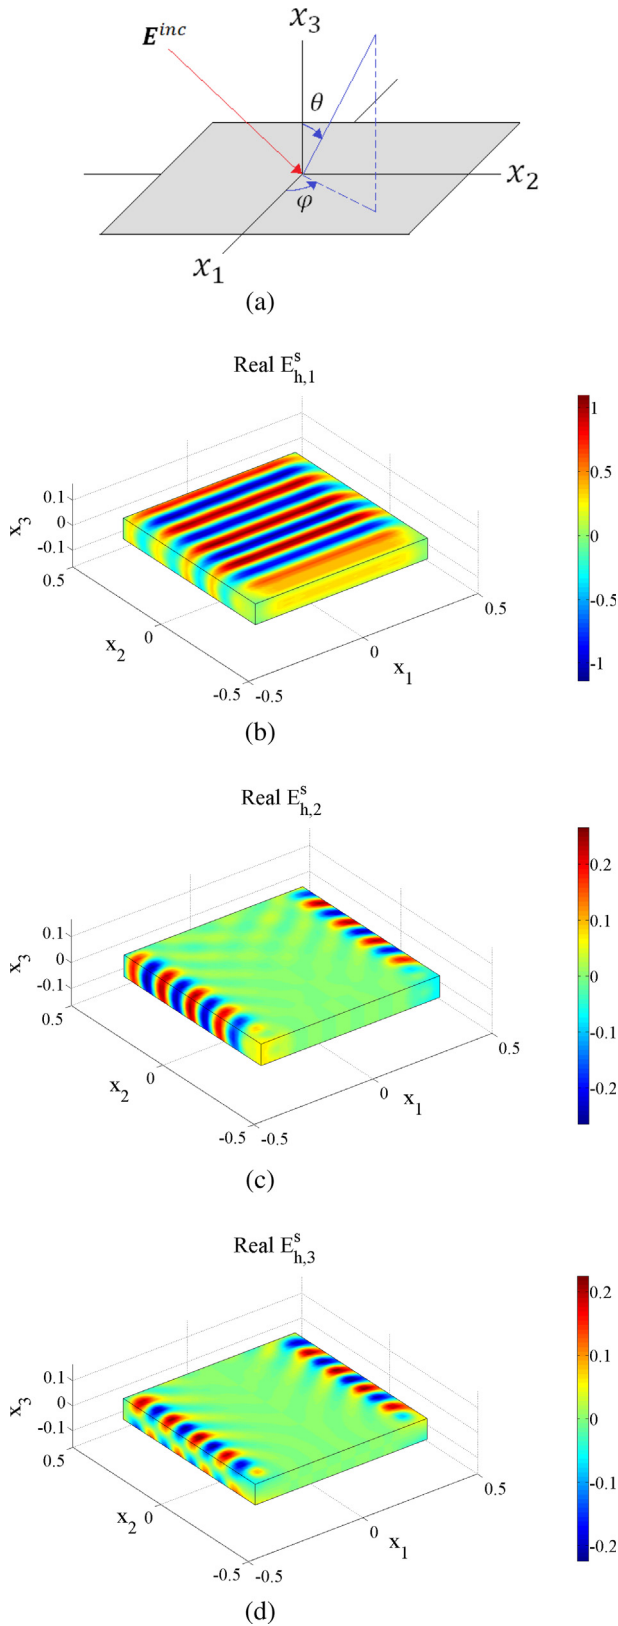 x₃
E^inc
θ
x₂
φ
x₁
(a)
Real E^s_h,1
1
0.5
0
-0.5
-1
0.1
0
-0.1
x₃
0.5
0
x₂
-0.5
-0.5
0
x₁
0.5
(b)
Real E^s_h,2
0.2
0.1
0
-0.1
-0.2
0.1
0
-0.1
x₃
0.5
0
x₂
-0.5
-0.5
0
x₁
0.5
(c)
Real E^s_h,3
0.2
0.1
0
-0.1
-0.2
0.1
0
-0.1
x₃
0.5
x₂
0
-0.5
-0.5
0
x₁
0.5
(d)